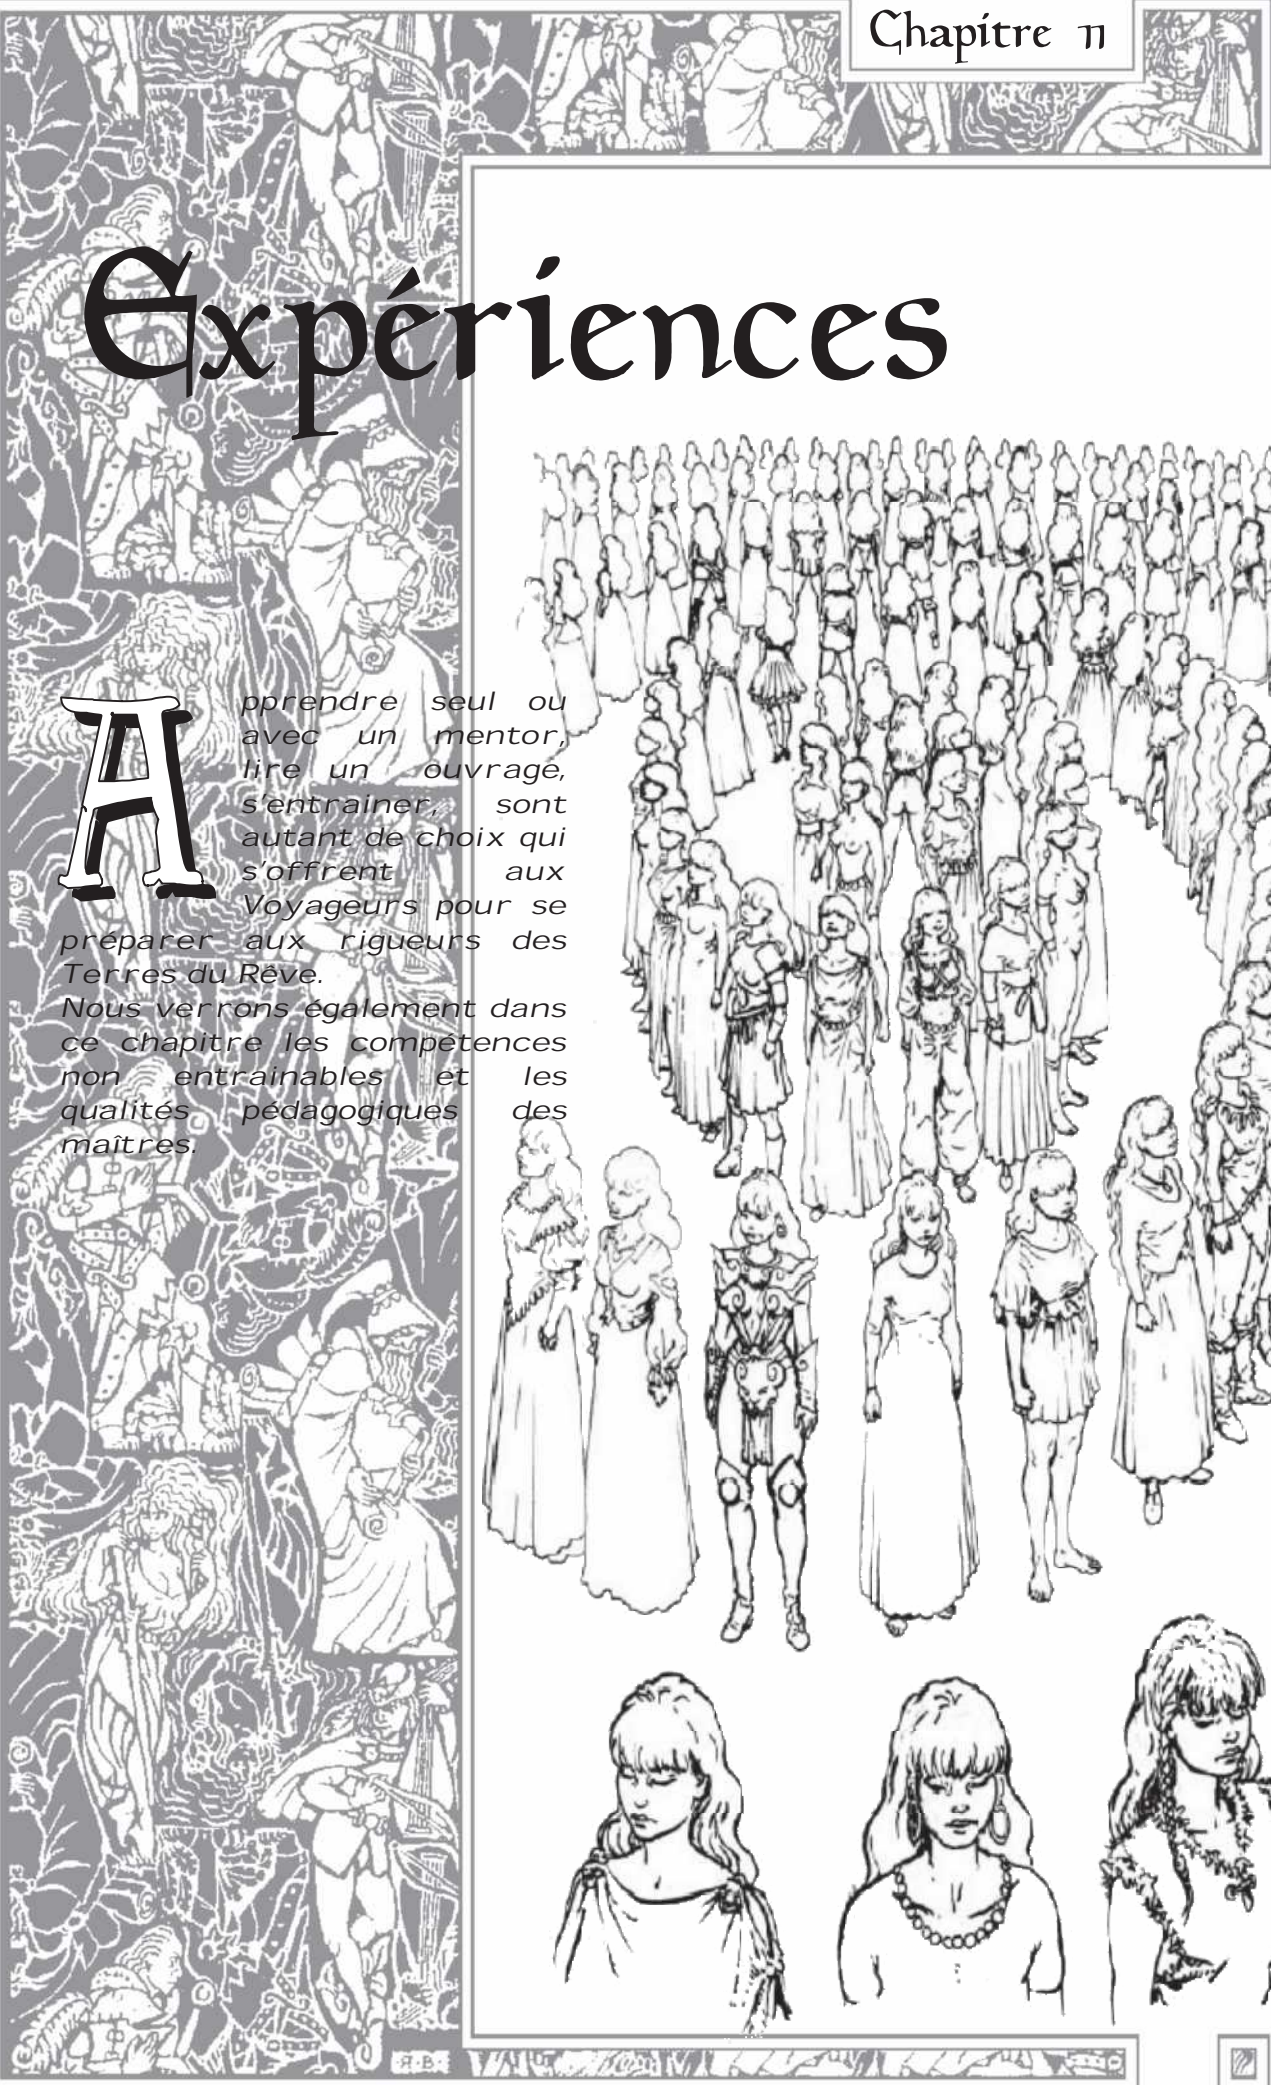 Chapitre 11
Expériences
Apprendre seul ou
avec un mentor,
lire un ouvrage,
s'entrainer, sont
autant de choix qui
s'offrent aux
Voyageurs pour se
préparer aux rigueurs des
Terres du Rêve.
Nous verrons également dans
ce chapitre les compétences
non entrainables et les
qualités pédagogiques des
maîtres.
R·B·